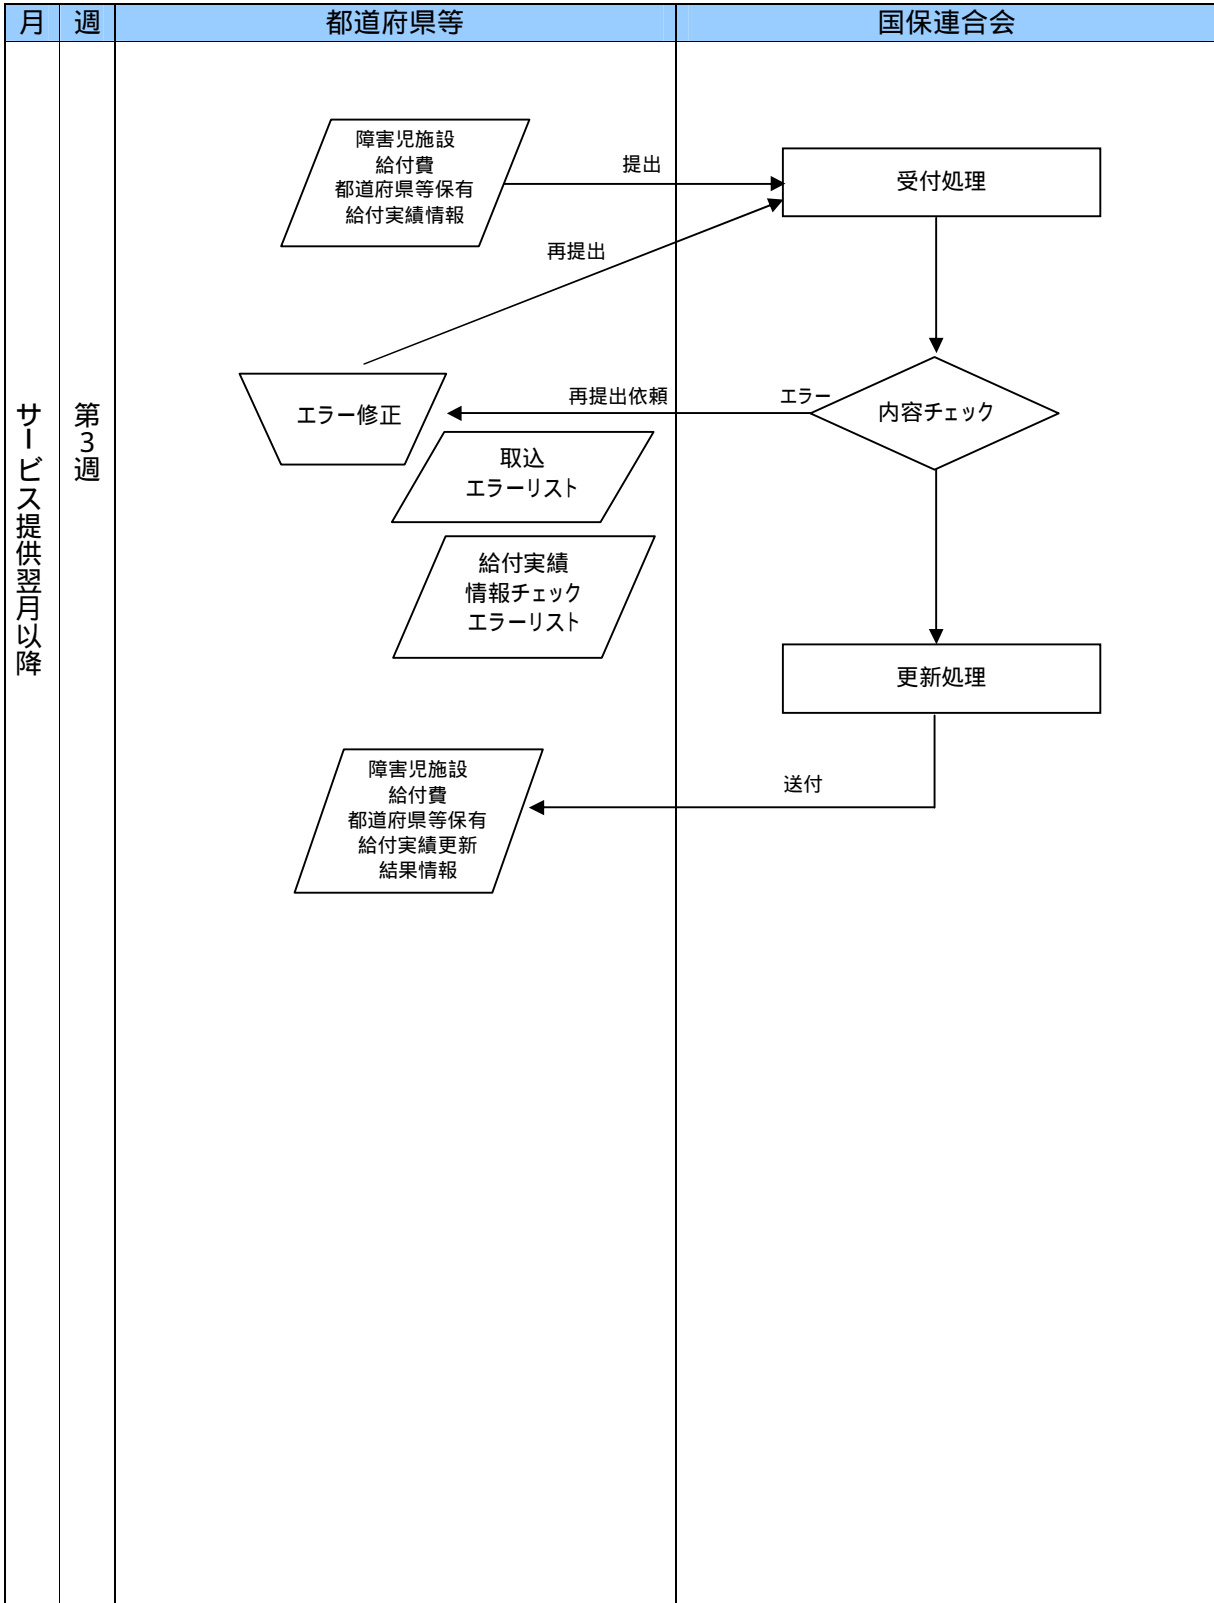 月
週
都道府県等
国保連合会
サービス提供翌月以降
第3週
障害児施設
給付費
都道府県等保有
給付実績情報
提出
受付処理
再提出
エラー修正
再提出依頼
エラー
内容チェック
取込
エラーリスト
給付実績
情報チェック
エラーリスト
更新処理
障害児施設
給付費
都道府県等保有
給付実績更新
結果情報
送付